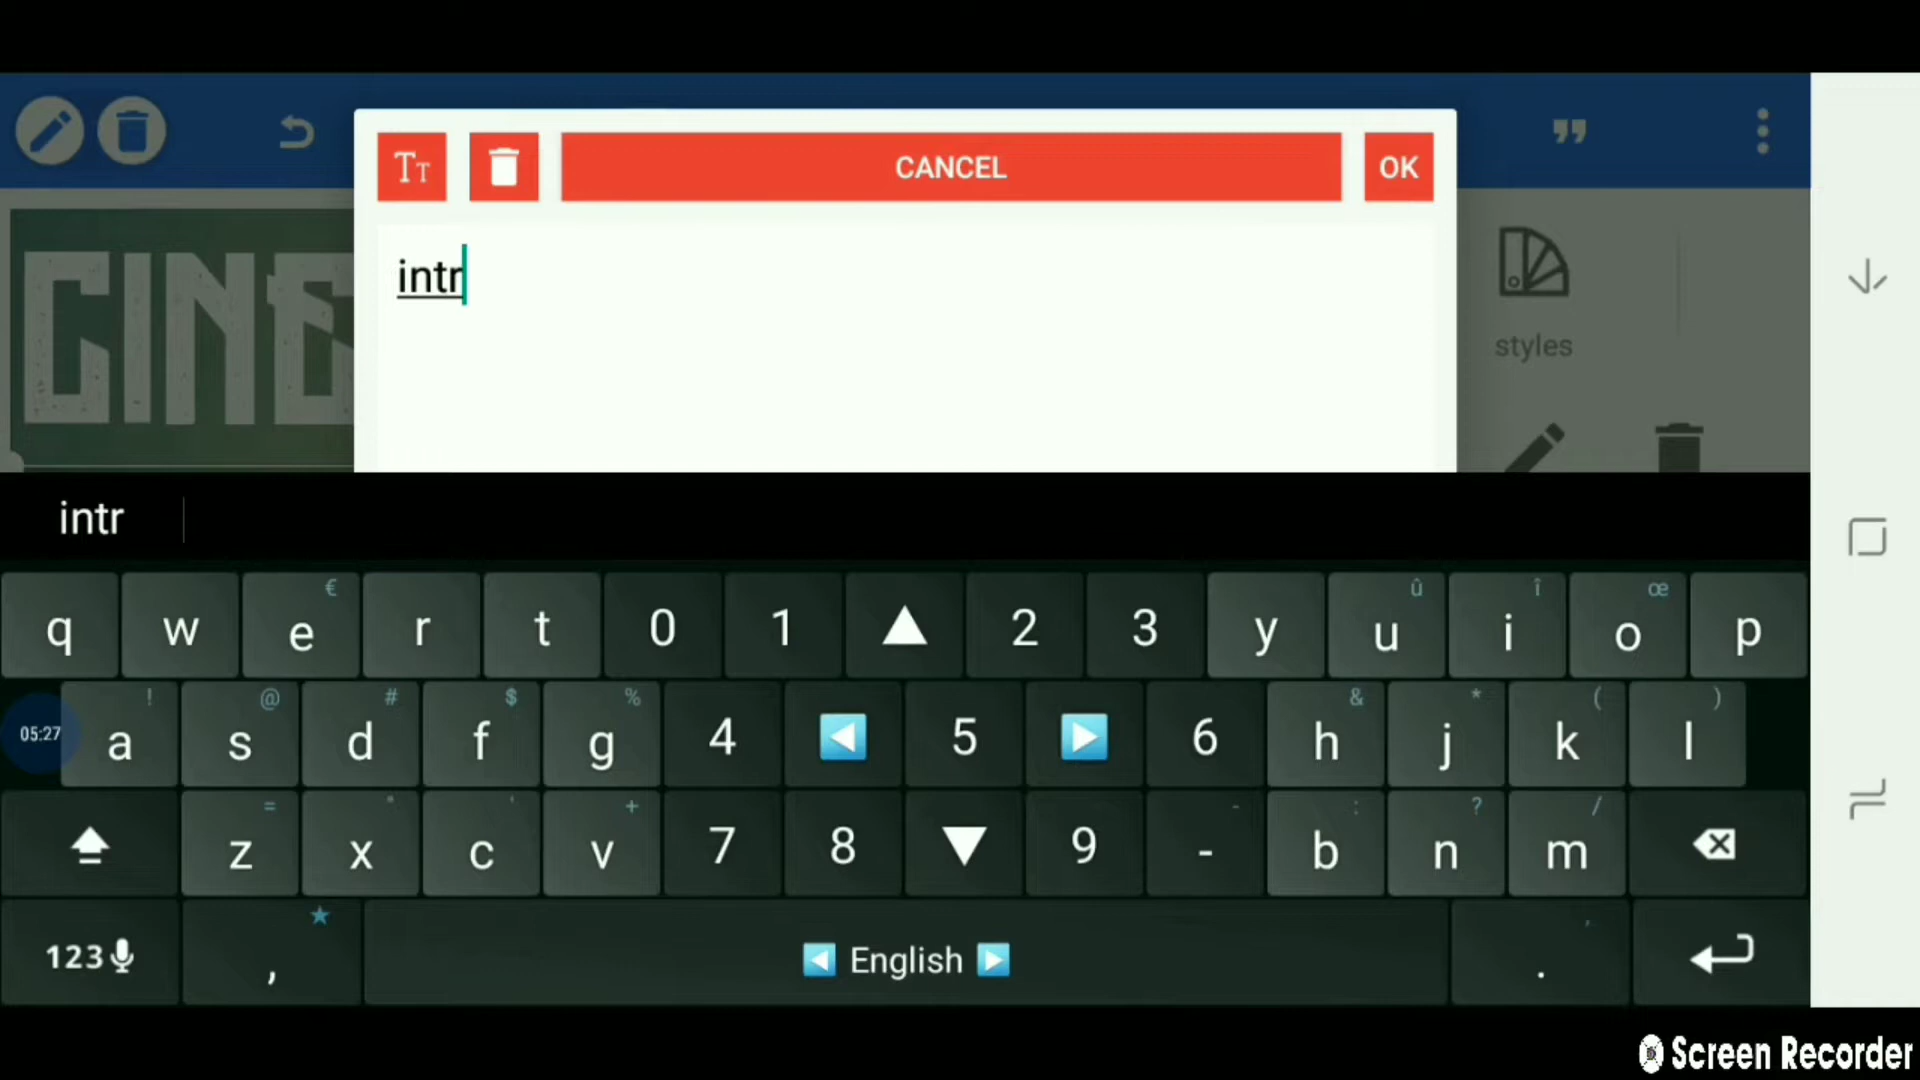 Tт CANCEL OK
CINE
intr
styles
intr
€ û î œ
q w e r t 0 1 2 3 y u i o p
! @ # $ % & * ( )
05:27 a s d f g 4 5 6 h j k l
= * ' + - : ? /
z x c v 7 8 9 - b n m
123 , English .
Screen Recorder